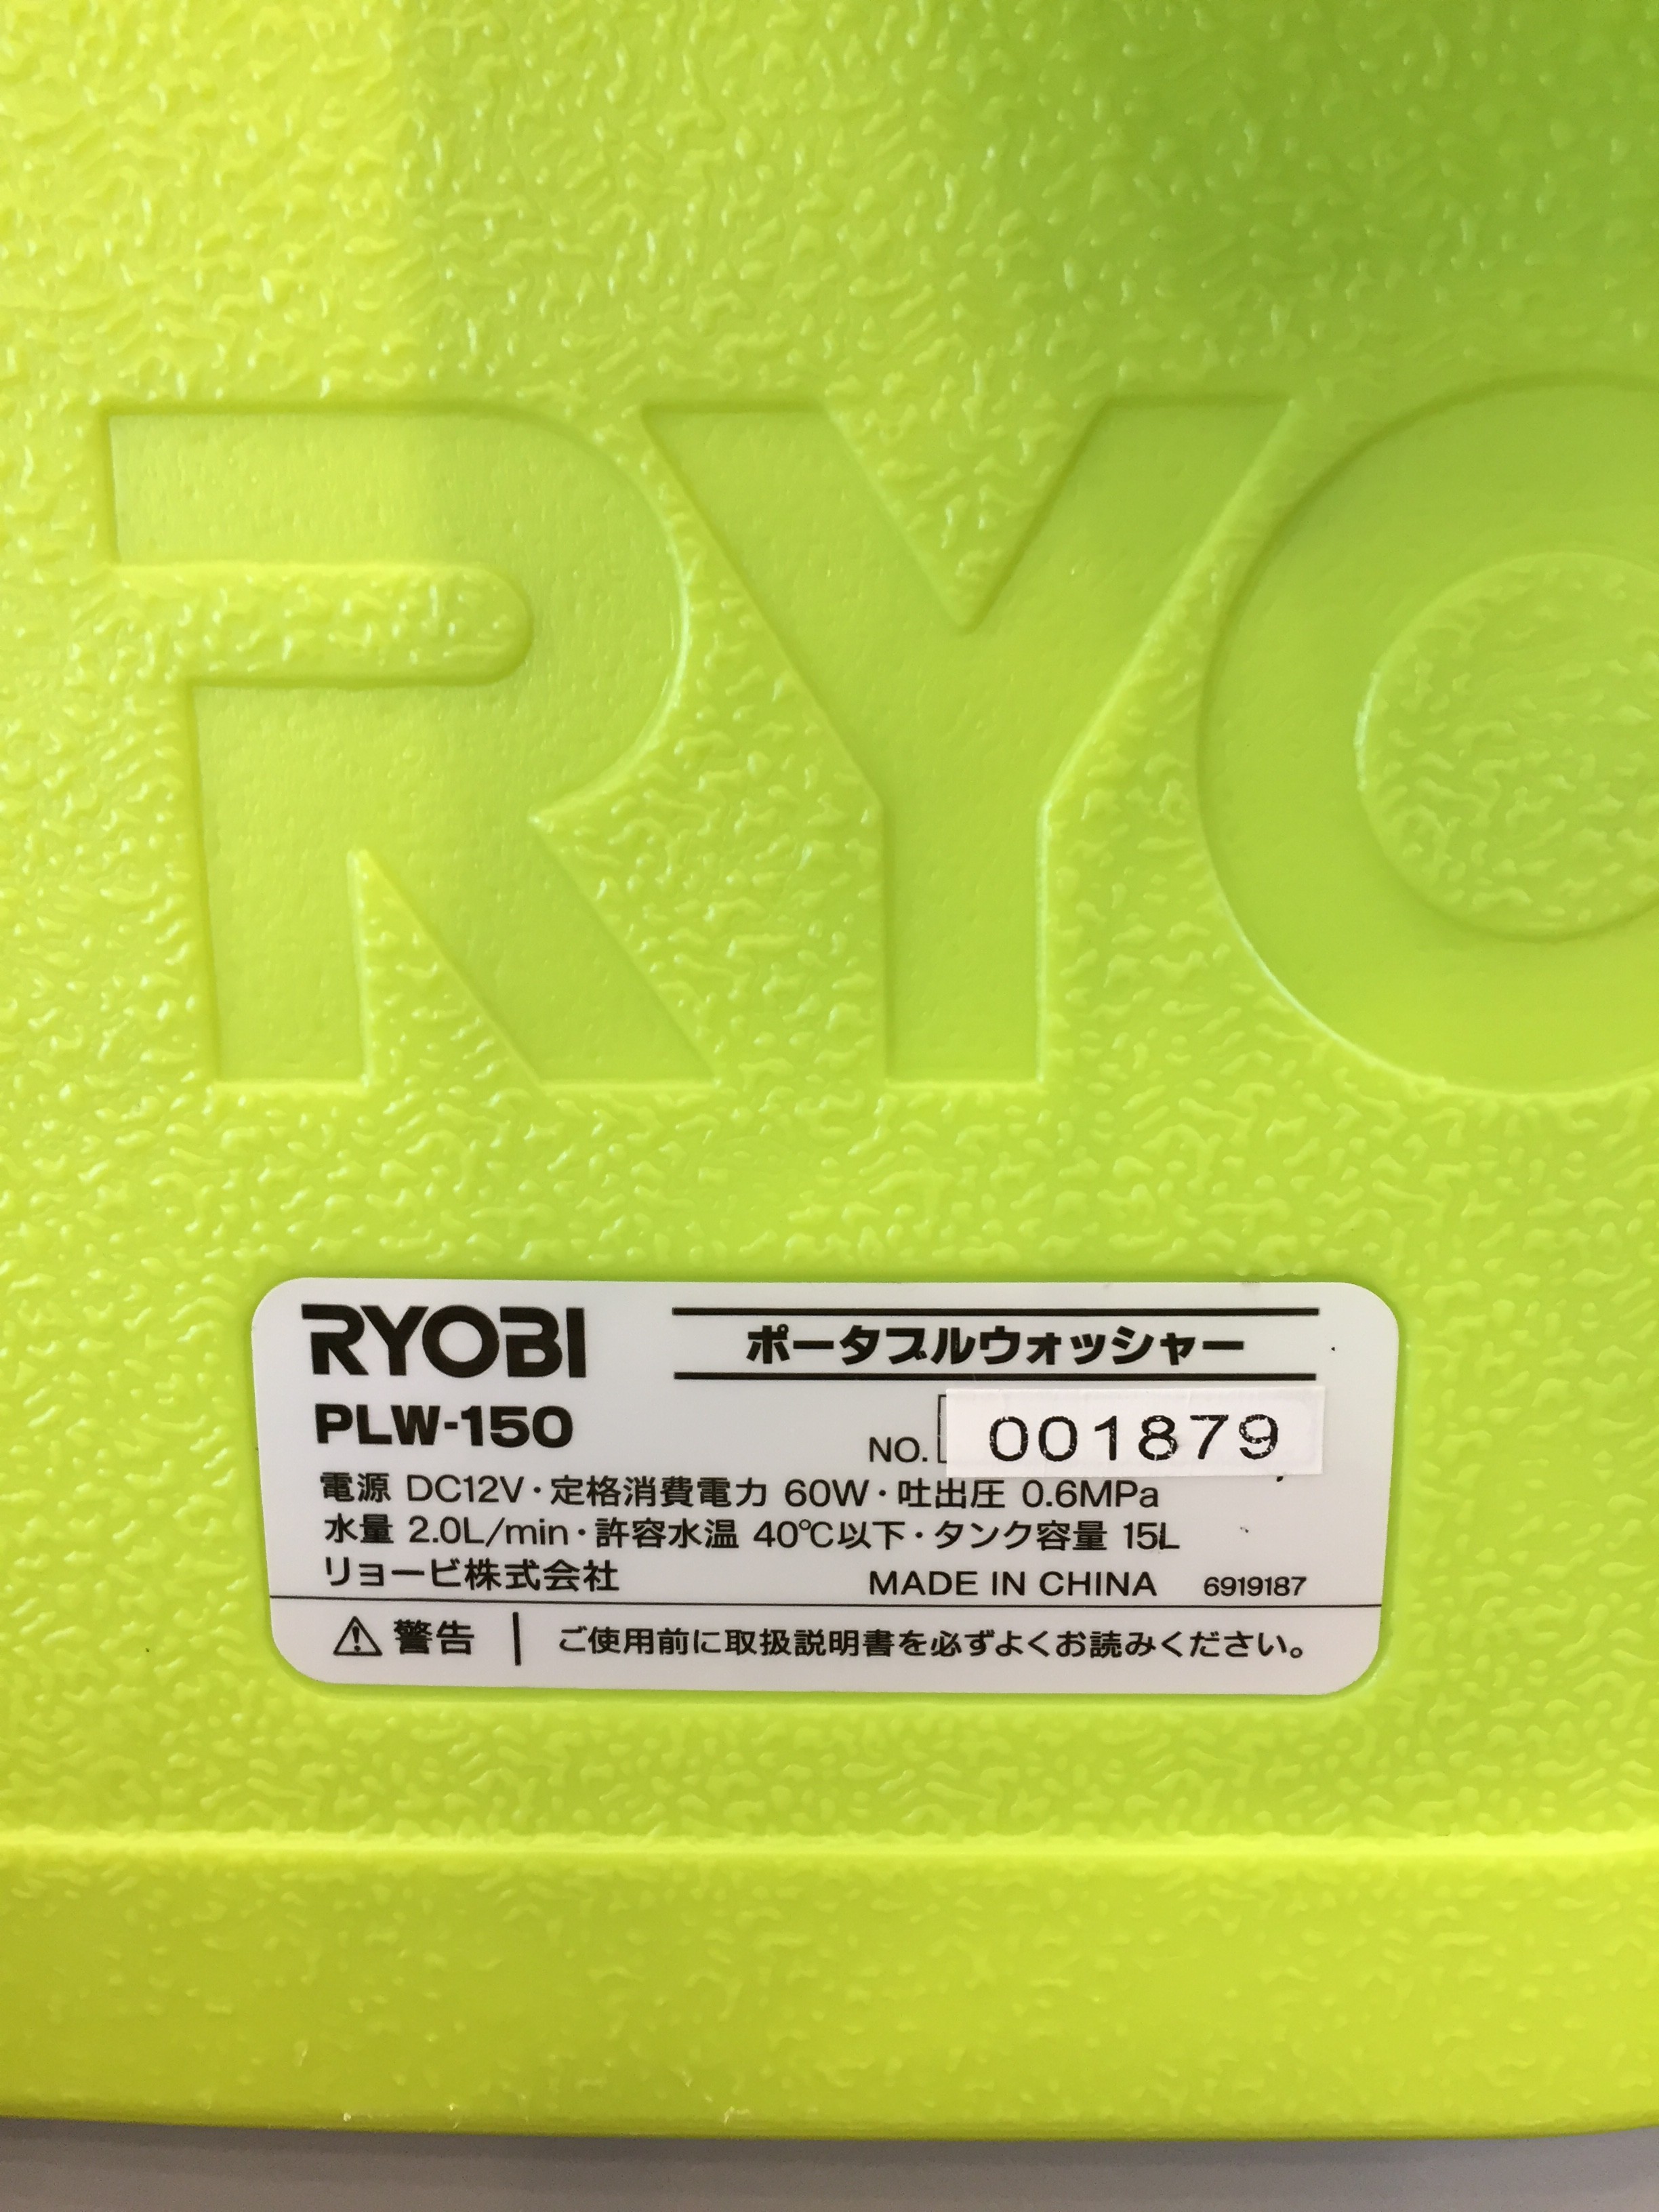 RYO
RYOBI
ポータブルウォッシャー
PLW-150
NO. 001879
電源 DC12V・定格消費電力 60W・吐出圧 0.6MPa
水量 2.0L/min・許容水温 40℃以下・タンク容量 15L
リョービ株式会社 MADE IN CHINA 6919187
⚠ 警告 | ご使用前に取扱説明書を必ずよくお読みください。